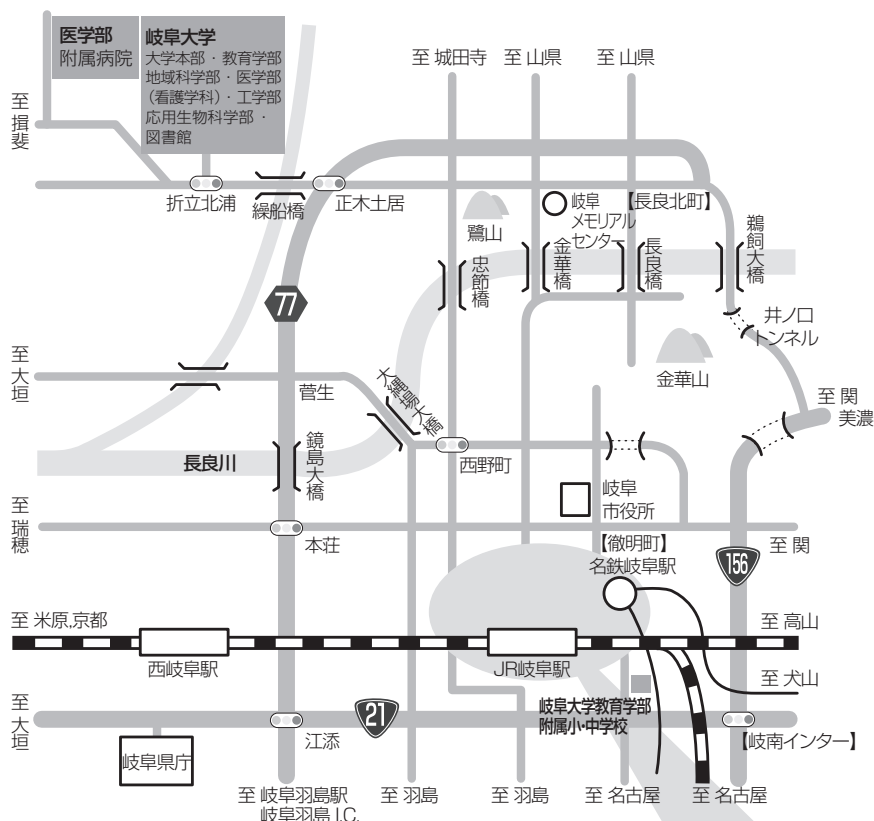 医学部
附属病院
岐阜大学
大学本部・教育学部
地域科学部・医学部
(看護学科)・工学部
応用生物科学部・
図書館
至 城田寺
至 山県
至 山県
至 揖斐
折立北浦
繰船橋
正木土居
鷺山
岐阜
メモリアル
センター
【長良北町】
忠節橋
金華橋
長良橋
鵜飼大橋
77
井ノ口
トンネル
金華山
至 大垣
菅生
大縄場大橋
至 関
美濃
長良川
鏡島大橋
西野町
岐阜
市役所
至 瑞穂
本荘
【徹明町】
名鉄岐阜駅
156
至 関
至 米原,京都
至 高山
西岐阜駅
JR岐阜駅
至 犬山
至 大垣
21
江添
岐阜大学教育学部
附属小・中学校
【岐南インター】
岐阜県庁
至 岐阜羽島駅
岐阜羽島 I.C.
至 羽島
至 羽島
至 名古屋
至 名古屋